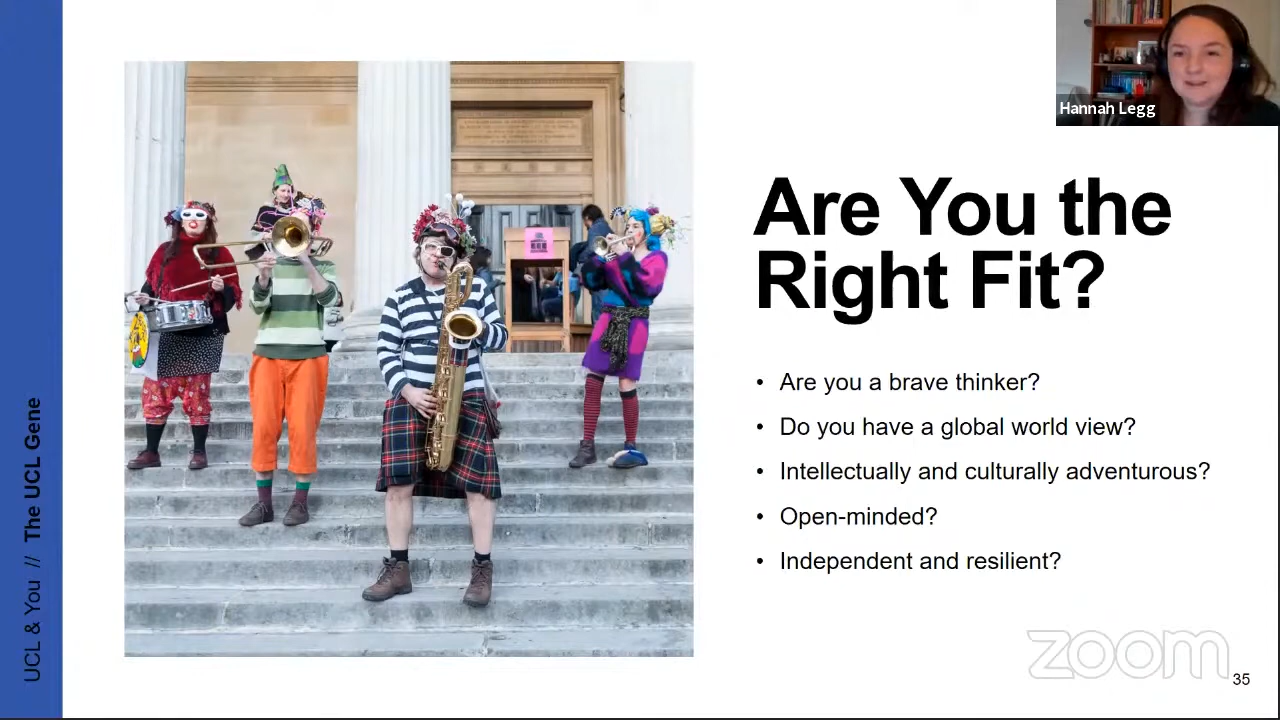 Hannah Legg
Are You the
Right Fit?
• Are you a brave thinker?
• Do you have a global world view?
• Intellectually and culturally adventurous?
• Open-minded?
• Independent and resilient?
UCL & You // The UCL Gene
zoom
35